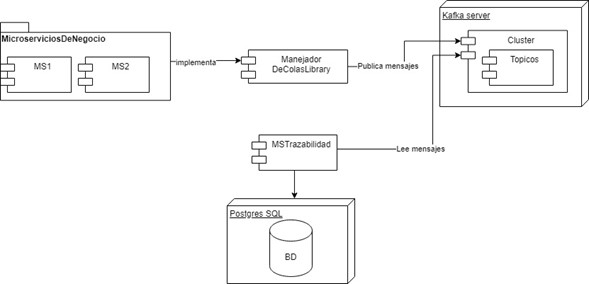 Kafka server
MicroserviciosDeNegocio
Cluster
MS1
MS2
implementa
Manejador
DeColasLibrary
Publica mensajes
Topicos
MSTrazabilidad
Lee mensajes
Postgres SQL
BD